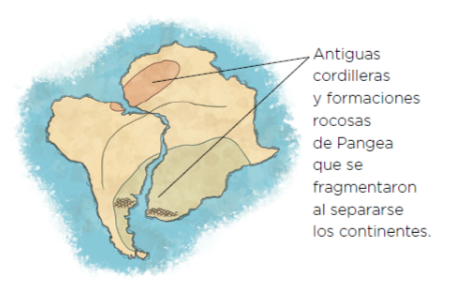 Antiguas
cordilleras
y formaciones
rocosas
de Pangea
que se
fragmentaron
al separarse
los continentes.